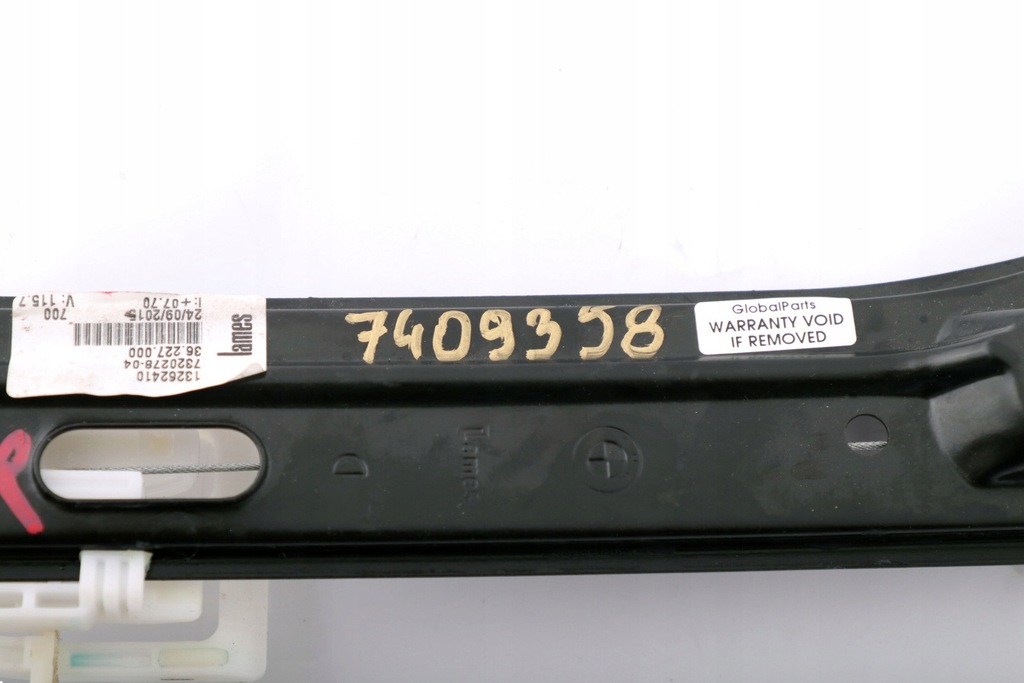 13262410
7320278-04
36.227.000
24/09/2015
700
I: +07.70
V: 115.7
lames
7409358
GlobalParts
WARRANTY VOID
IF REMOVED
D
Lames